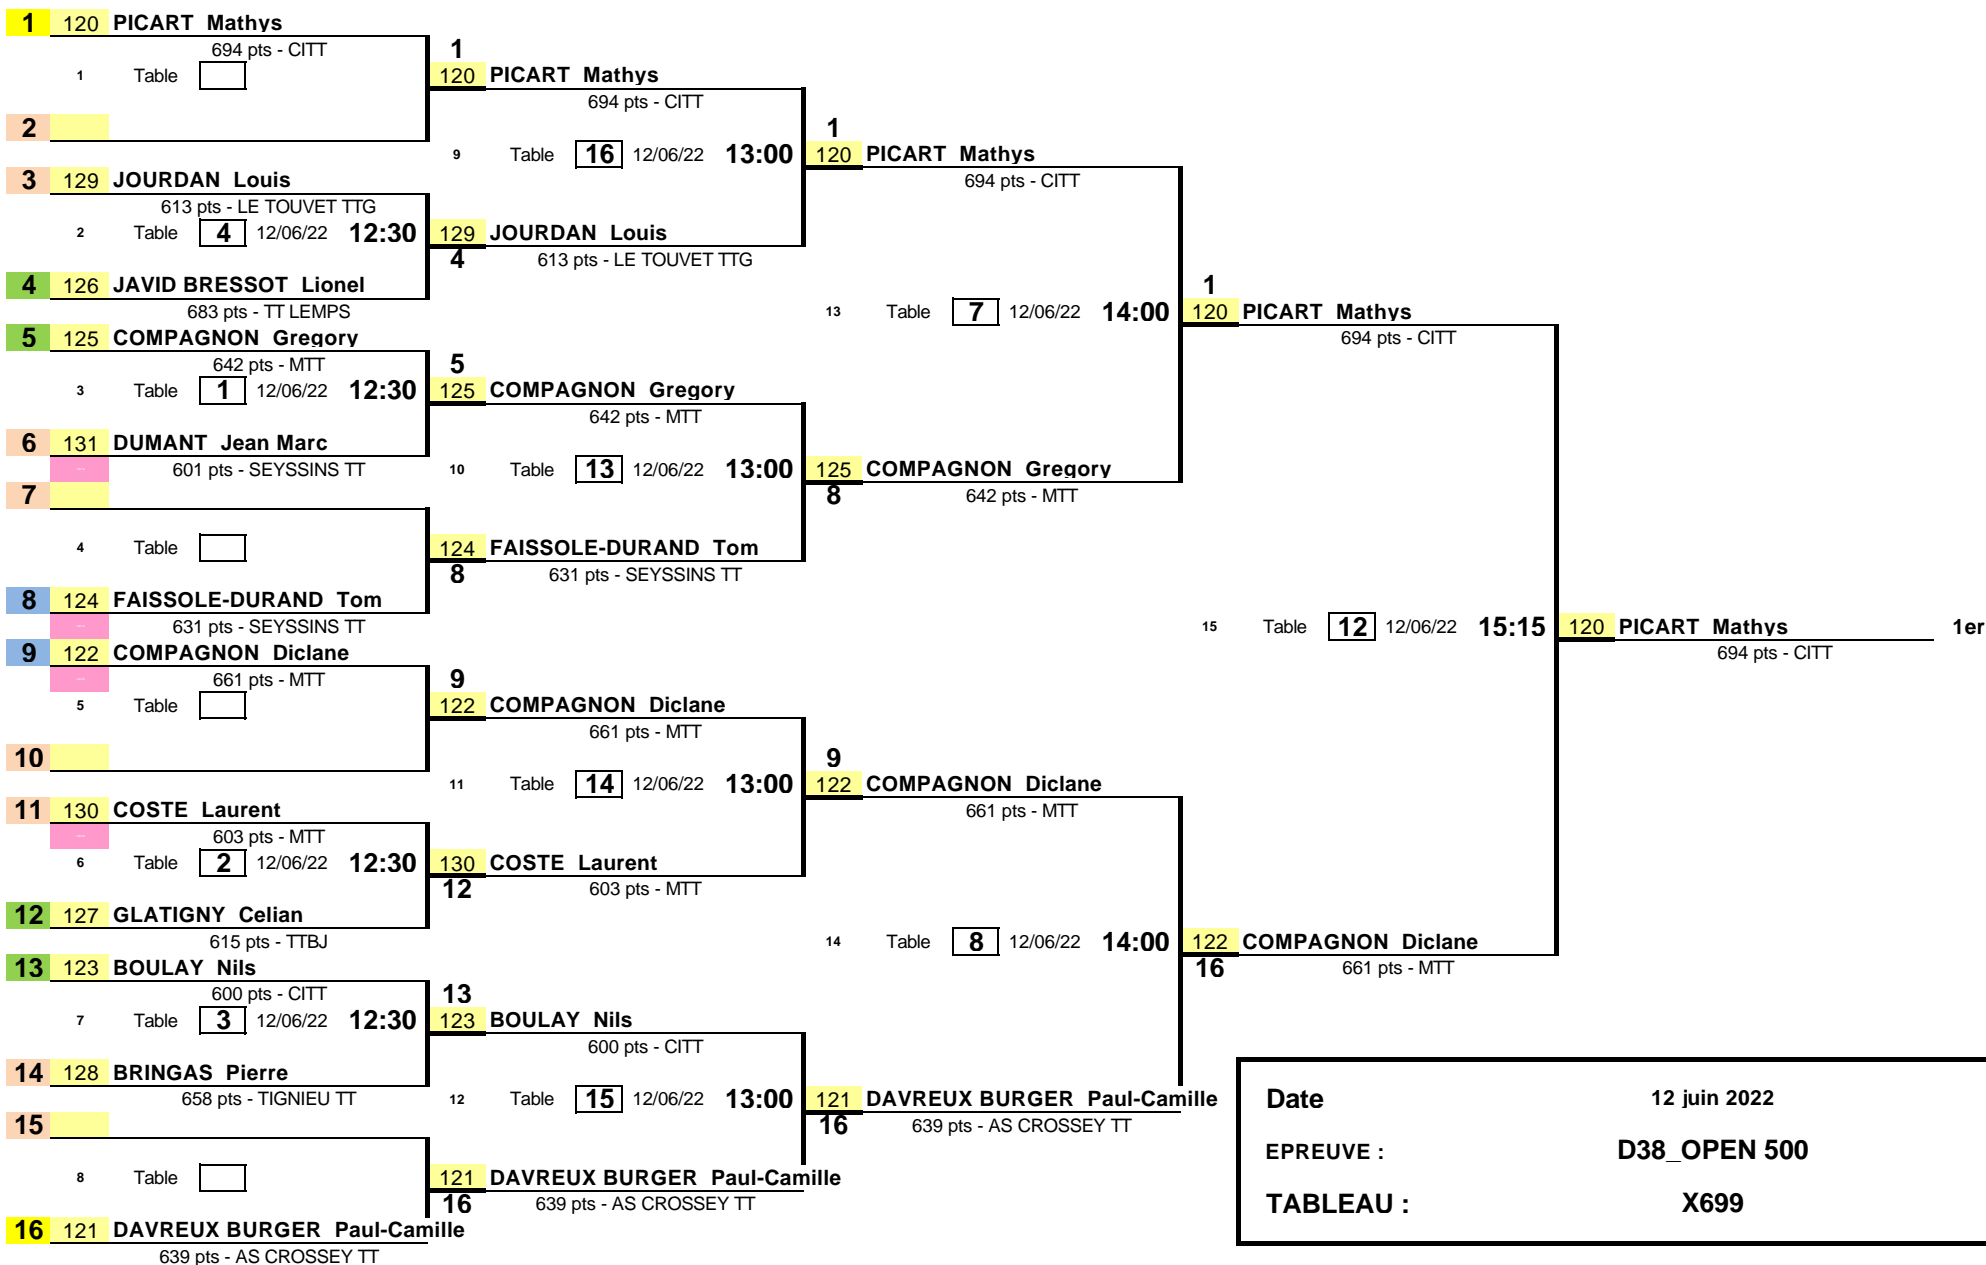 1 120 PICART Mathys
694 pts - CITT
1 Table
2
3 129 JOURDAN Louis
613 pts - LE TOUVET TTG
2 Table 4 12/06/22 12:30
4 126 JAVID BRESSOT Lionel
683 pts - TT LEMPS
5 125 COMPAGNON Gregory
642 pts - MTT
3 Table 1 12/06/22 12:30
6 131 DUMANT Jean Marc
601 pts - SEYSSINS TT
7
4 Table
8 124 FAISSOLE-DURAND Tom
631 pts - SEYSSINS TT
9 122 COMPAGNON Diclane
661 pts - MTT
5 Table
10
11 130 COSTE Laurent
603 pts - MTT
6 Table 2 12/06/22 12:30
12 127 GLATIGNY Celian
615 pts - TTBJ
13 123 BOULAY Nils
600 pts - CITT
7 Table 3 12/06/22 12:30
14 128 BRINGAS Pierre
658 pts - TIGNIEU TT
15
8 Table
16 121 DAVREUX BURGER Paul-Camille
639 pts - AS CROSSEY TT
1
120 PICART Mathys
694 pts - CITT
9 Table 16 12/06/22 13:00
129 JOURDAN Louis
4 613 pts - LE TOUVET TTG
5
125 COMPAGNON Gregory
642 pts - MTT
10 Table 13 12/06/22 13:00
124 FAISSOLE-DURAND Tom
8 631 pts - SEYSSINS TT
9
122 COMPAGNON Diclane
661 pts - MTT
11 Table 14 12/06/22 13:00
130 COSTE Laurent
12 603 pts - MTT
13
123 BOULAY Nils
600 pts - CITT
12 Table 15 12/06/22 13:00
121 DAVREUX BURGER Paul-Camille
16 639 pts - AS CROSSEY TT
1
120 PICART Mathys
694 pts - CITT
13 Table 7 12/06/22 14:00
125 COMPAGNON Gregory
8 642 pts - MTT
9
122 COMPAGNON Diclane
661 pts - MTT
14 Table 8 12/06/22 14:00
121 DAVREUX BURGER Paul-Camille
16 639 pts - AS CROSSEY TT
1
120 PICART Mathys
694 pts - CITT
15 Table 12 12/06/22 15:15
122 COMPAGNON Diclane
16 661 pts - MTT
120 PICART Mathys 1er
694 pts - CITT
Date 12 juin 2022
EPREUVE : D38_OPEN 500
TABLEAU : X699